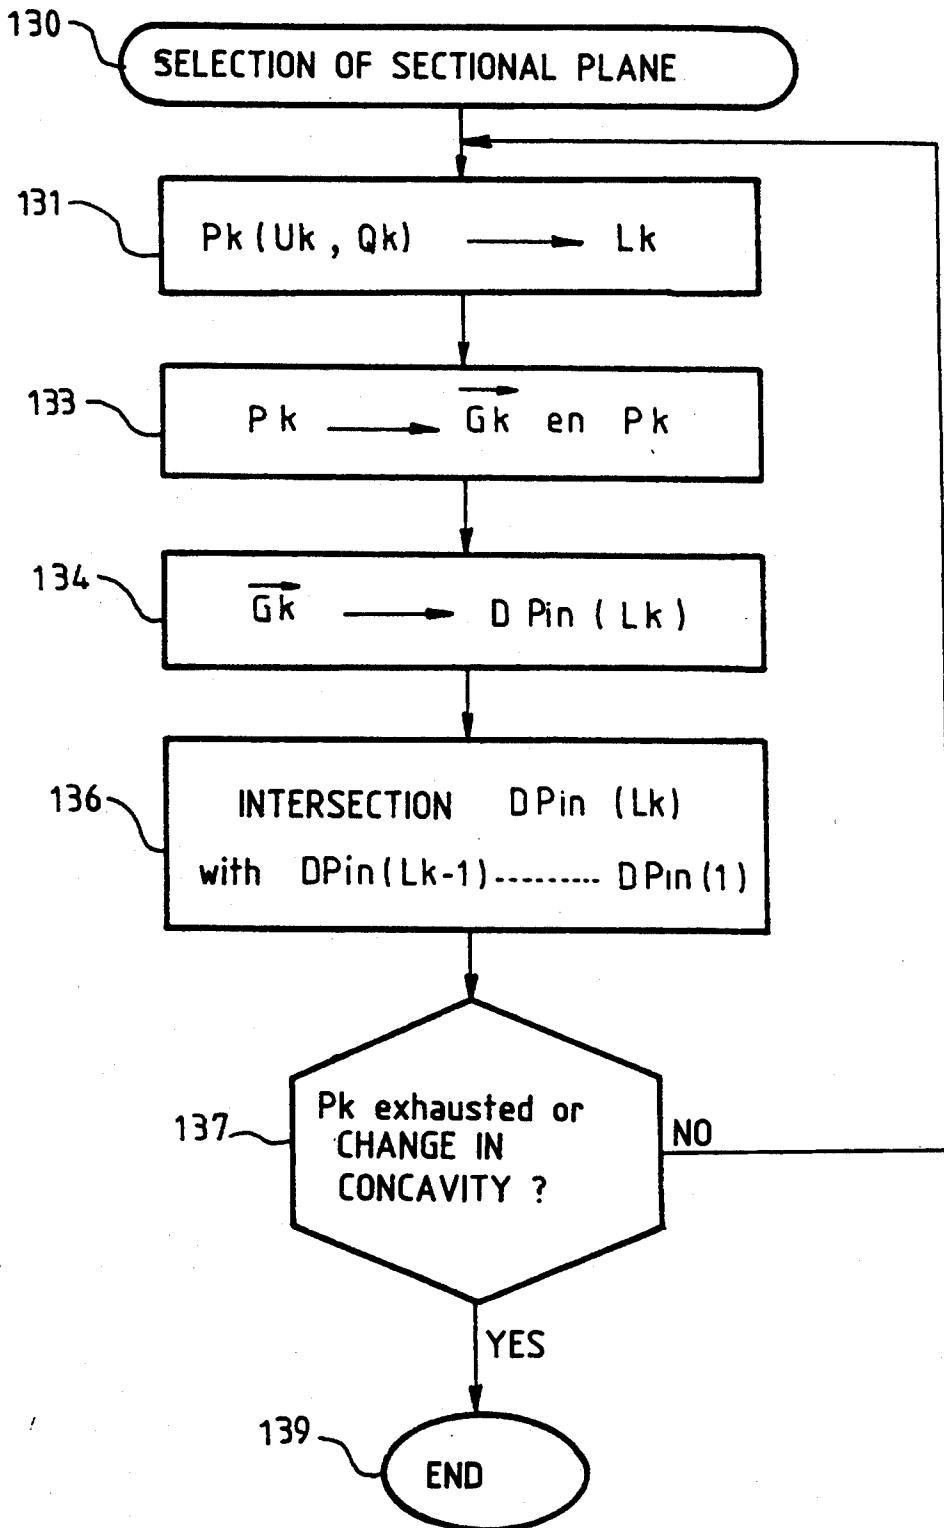 130
SELECTION OF SECTIONAL PLANE
131
Pk (Uk, Qk) → Lk
133
Pk → Gk en Pk
134
Gk → D Pin (Lk)
136
INTERSECTION DPin (Lk)
with DPin(Lk-1)......... DPin(1)
137
Pk exhausted or
CHANGE IN
CONCAVITY ?
NO
YES
139
END